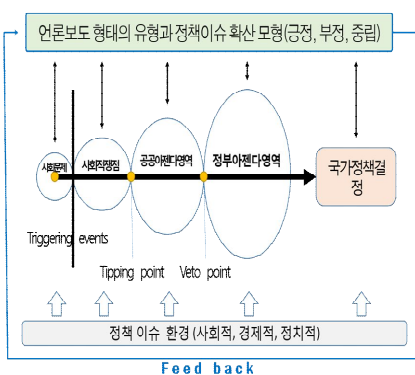 언론보도 형태의 유형과 정책이슈 확산 모형(긍정, 부정, 중립)
사회문제
사회적쟁점
공공아젠다영역
정부아젠다영역
국가정책결
정
Triggering events
Tipping point
Veto point
정책 이슈 환경 (사회적, 경제적, 정치적)
Feed back